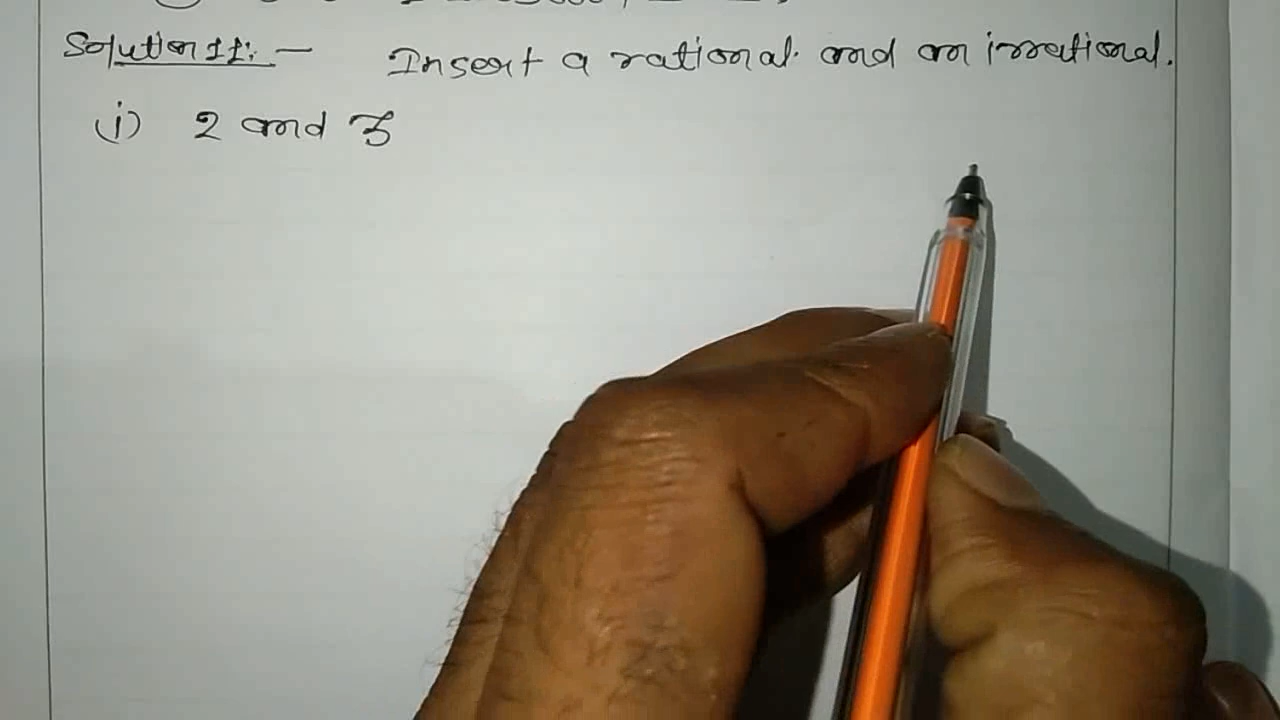 Solution 11:- Insert a rational and an irrational.
(i) 2 and 3